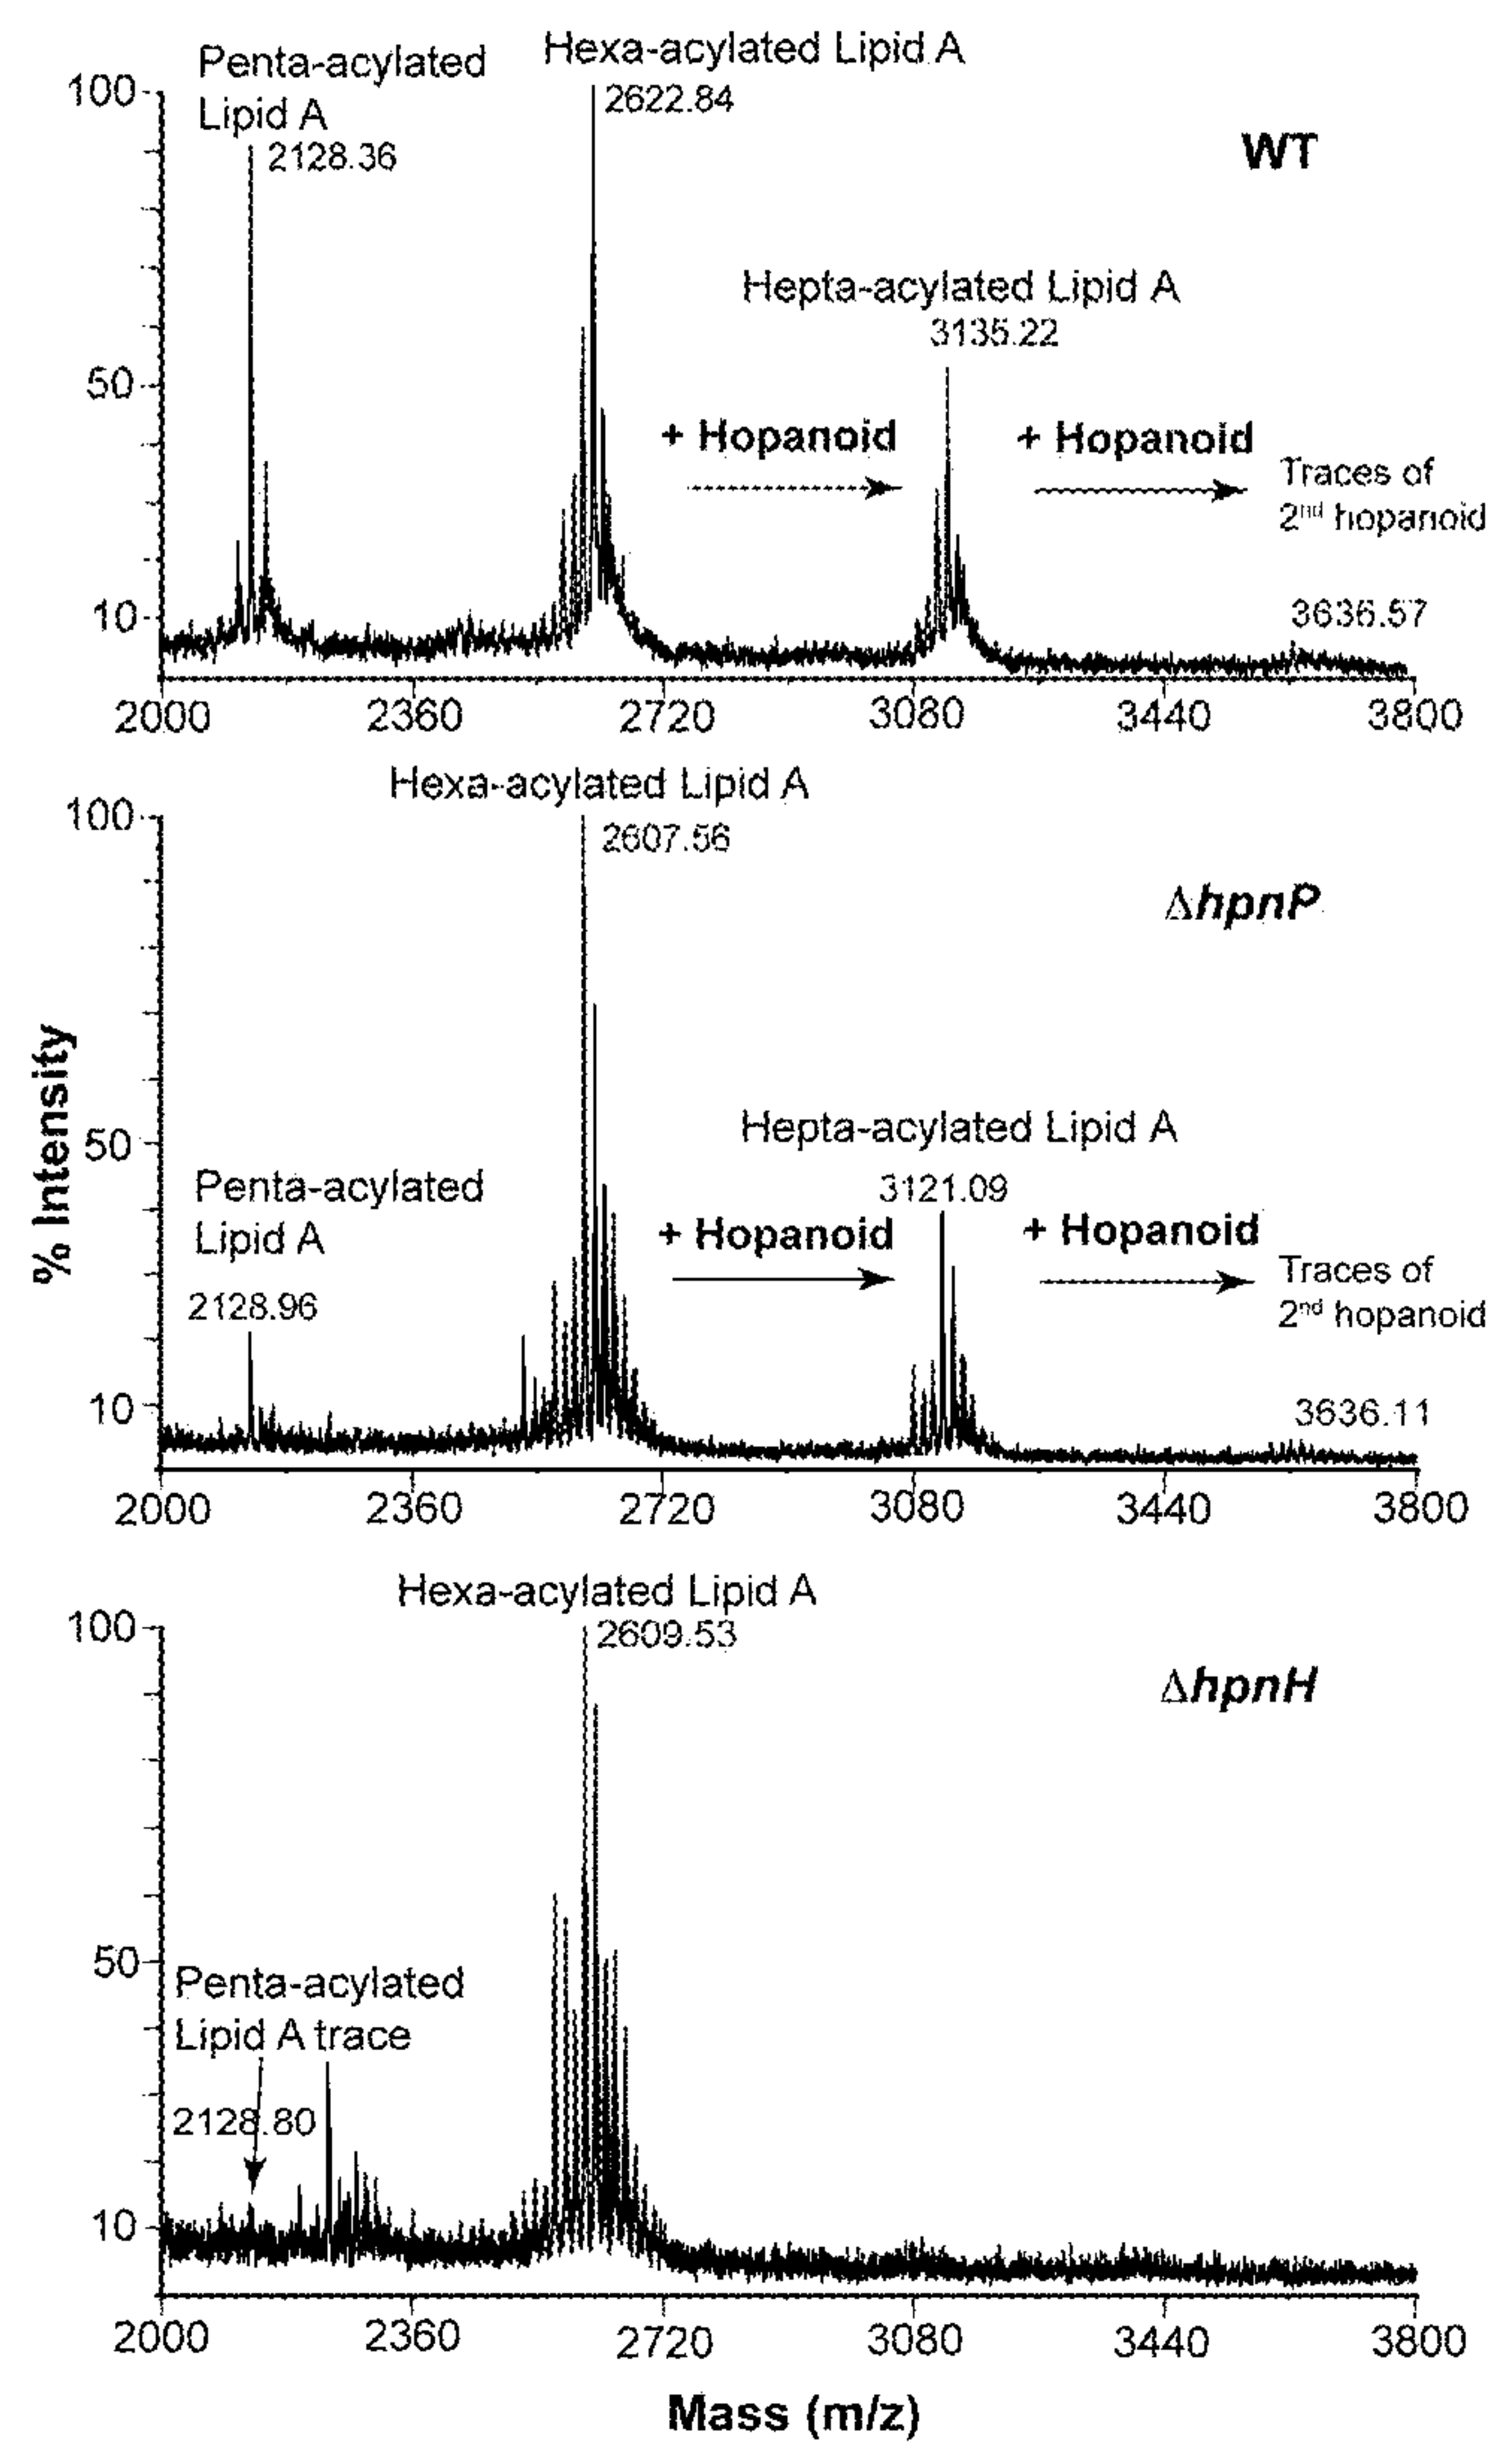 Penta-acylated
Lipid A
2128.36
Hexa-acylated Lipid A
2622.84
WT
Hepta-acylated Lipid A
3135.22
+ Hopanoid
+ Hopanoid
Traces of
2nd hopanoid
3636.57
100
50
10
2000 2360 2720 3080 3440 3800
Hexa-acylated Lipid A
2607.56
ΔhpnP
Hepta-acylated Lipid A
3121.09
Penta-acylated
Lipid A
2128.96
+ Hopanoid
+ Hopanoid
Traces of
2nd hopanoid
3636.11
100
50
10
% Intensity
2000 2360 2720 3080 3440 3800
Hexa-acylated Lipid A
2609.53
ΔhpnH
Penta-acylated
Lipid A trace
2128.80
100
50
10
2000 2360 2720 3080 3440 3800
Mass (m/z)